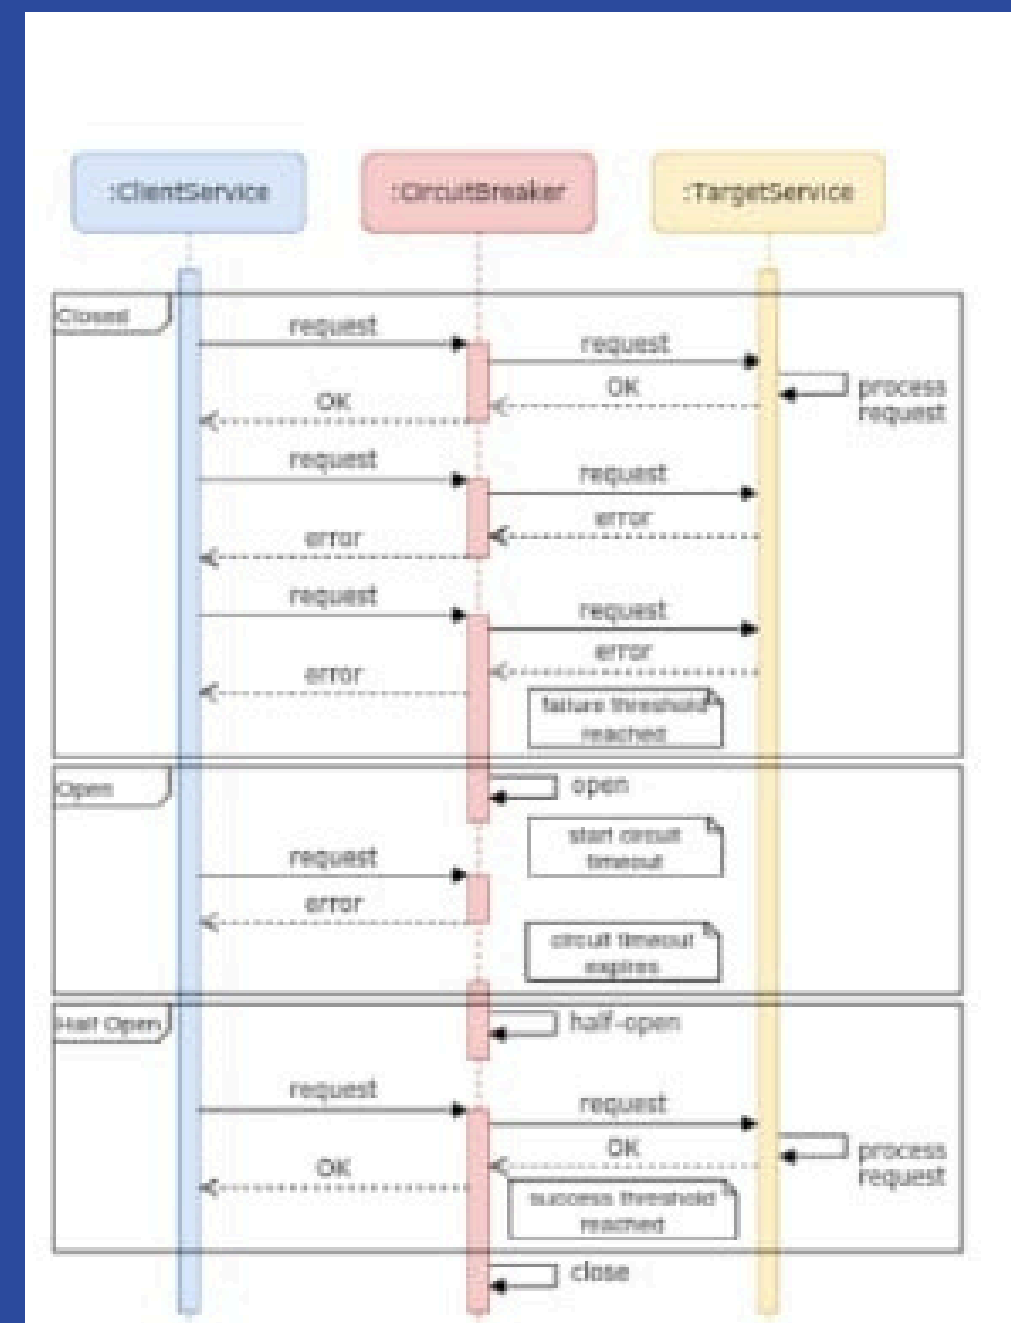 :ClientService
:CircuitBreaker
:TargetService
Closed
request
request
process
request
OK
OK
request
request
error
error
request
request
error
error
failure threshold
reached
Open
open
start circuit
timeout
request
error
circuit timeout
expires
Half Open
half-open
request
request
OK
process
request
OK
success threshold
reached
close